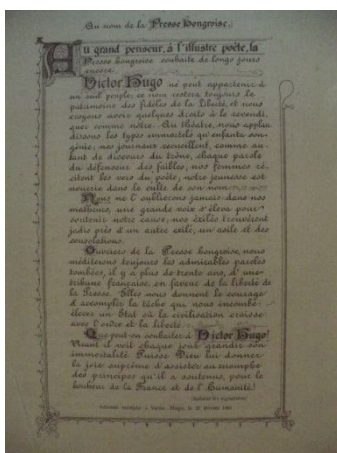 Au nom de la Presse hongroise.
Au grand penseur, à l'illustre poète, la
Presse hongroise souhaite de longs jours
encore.
Victor Hugo ne peut appartenir à
un seul peuple; ce nom restera toujours le
patrimoine des fidèles de la Liberté, et nous
croyons avoir quelques droits à le revendi-
quer comme nôtre. Au théâtre, nous applau-
dissons les types immortels qu'enfanta son
génie; nos journaux recueillent, comme au-
tant de discours du trône, chaque parole
du défenseur des faibles, nos femmes ré-
citent les vers du poète; notre jeunesse est
nourrie dans le culte de son nom.
Nous ne l'oublierons jamais: dans nos
malheurs, une grande voix s'éleva pour
soutenir notre cause; nos exilés trouvèrent
jadis près d'un autre exilé, un asile et des
consolations.
Ouvriers de la Presse hongroise, nous
méditerons toujours les admirables paroles
tombées, il y a plus de trente ans, d'une
tribune française, en faveur de la liberté de
la Presse. Elles nous donnent le courage
d'accomplir la tâche qui nous incombe:
élever un État où la civilisation croisse
avec l'ordre et la liberté.
Que peut-on souhaiter à Victor Hugo!
Vivant il voit chaque jour grandir son
immortalité. Puisse Dieu lui donner
la joie suprême d'assister au triomphe
des principes qu'il a soutenus, pour le
bonheur de la France et de l'Humanité!
(Suivent les signatures)